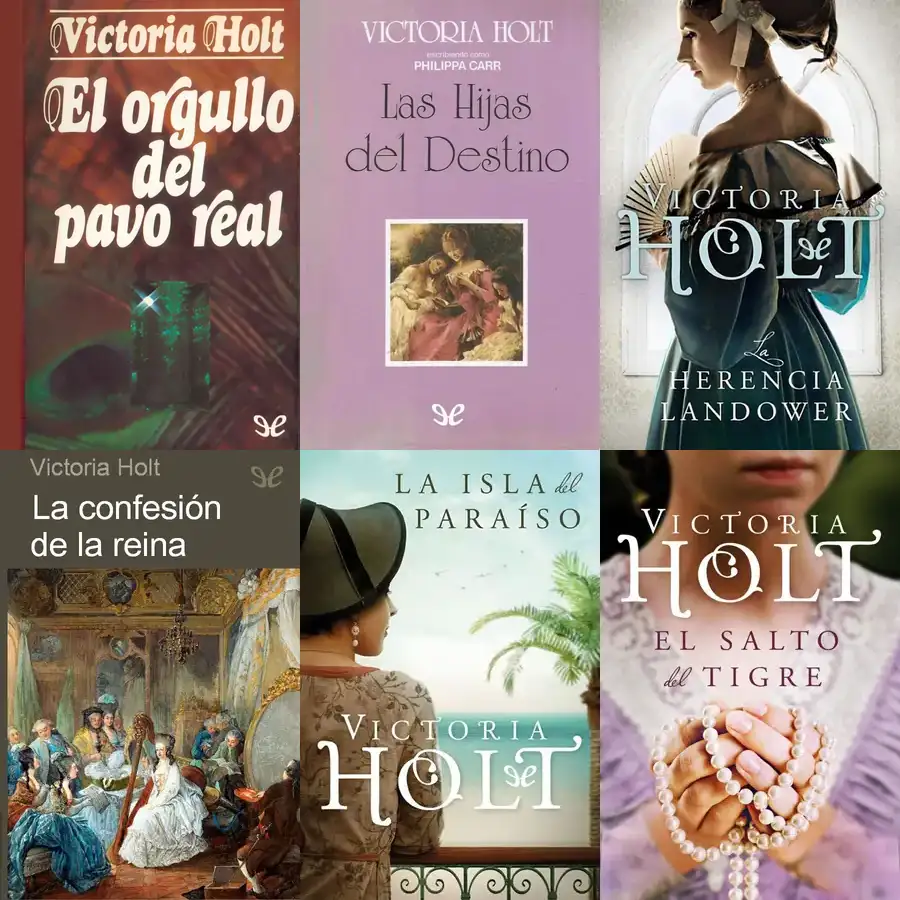 Victoria Holt
El orgullo
del
pavo real
VICTORIA HOLT
escribiendo como
PHILIPPA CARR
Las Hijas
del Destino
VICTORIA
HOLT
La
HERENCIA
LANDOWER
Victoria Holt
La confesión
de la reina
LA ISLA del
PARAÍSO
VICTORIA
HOLT
VICTORIA
HOLT
EL SALTO
del TIGRE